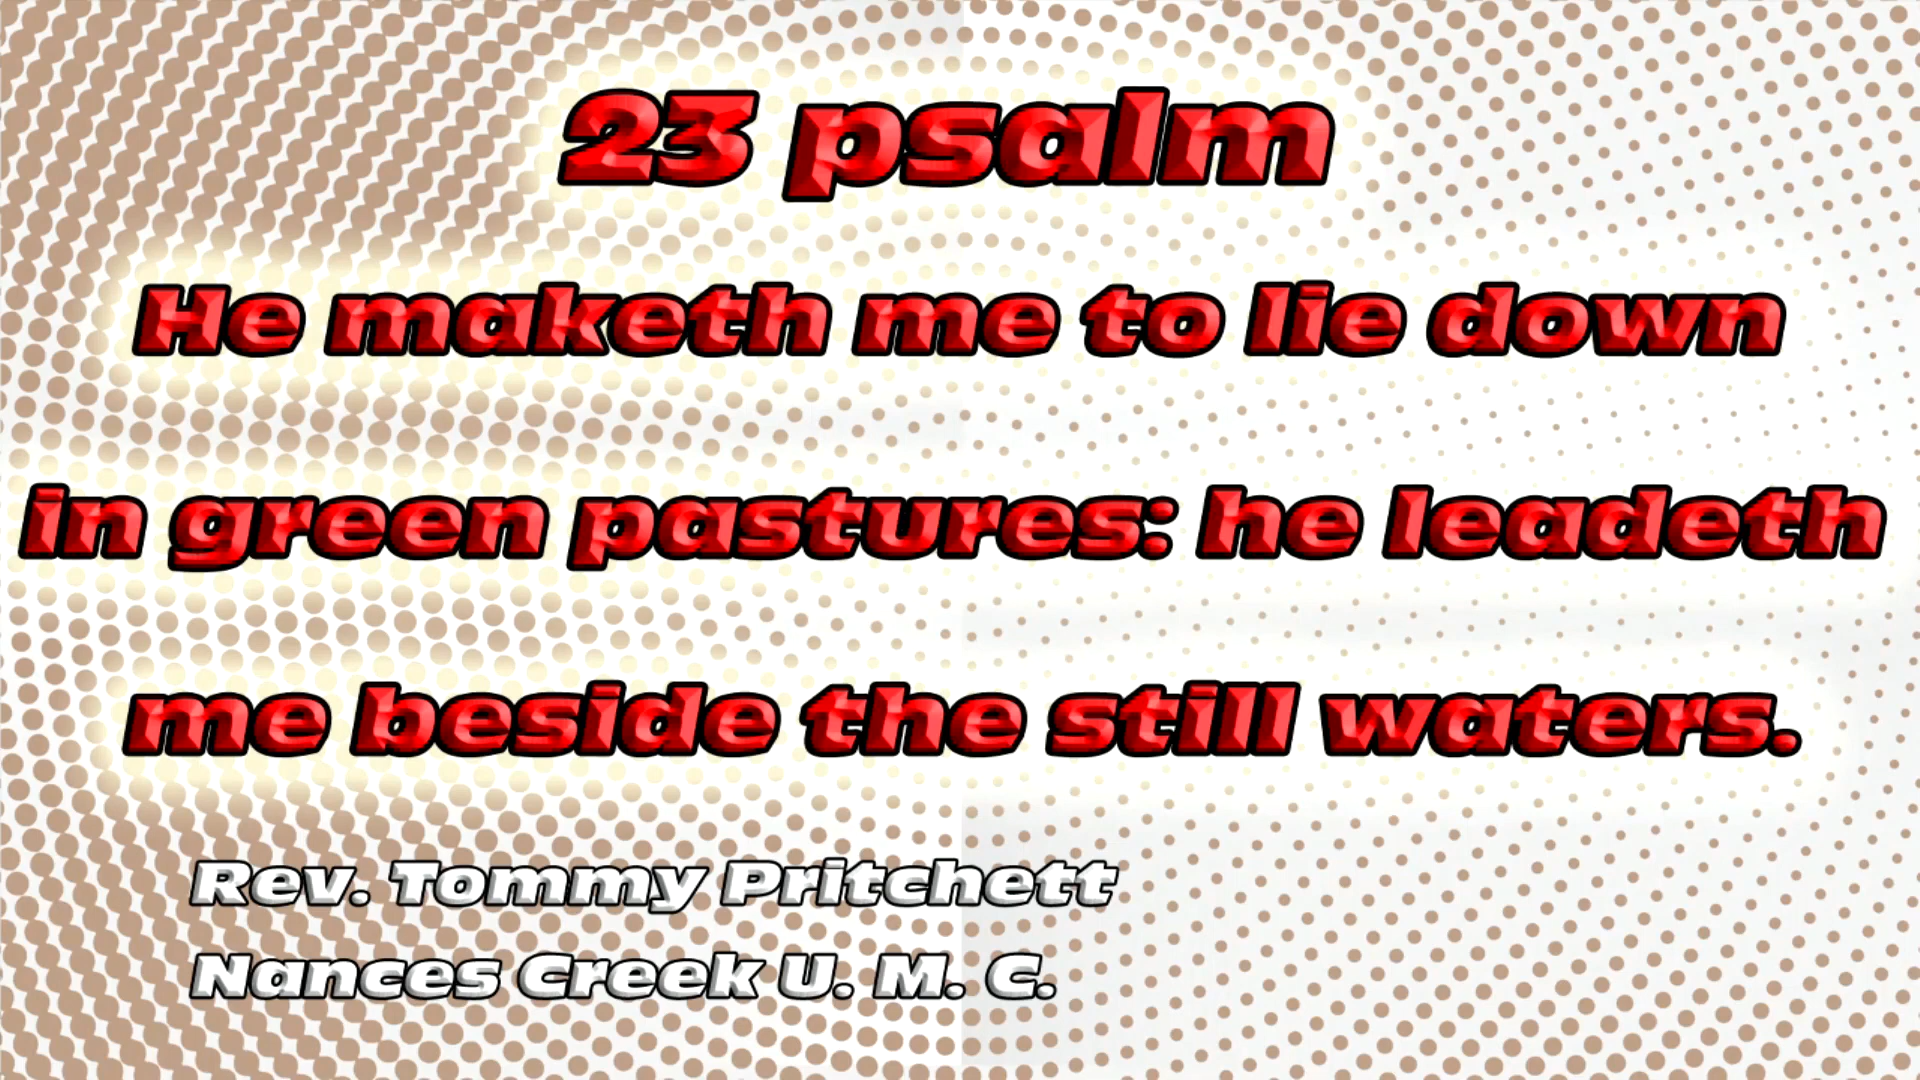 23 psalm
He maketh me to lie down
in green pastures: he leadeth
me beside the still waters.
Rev. Tommy Pritchett
Nances Creek U. M. C.